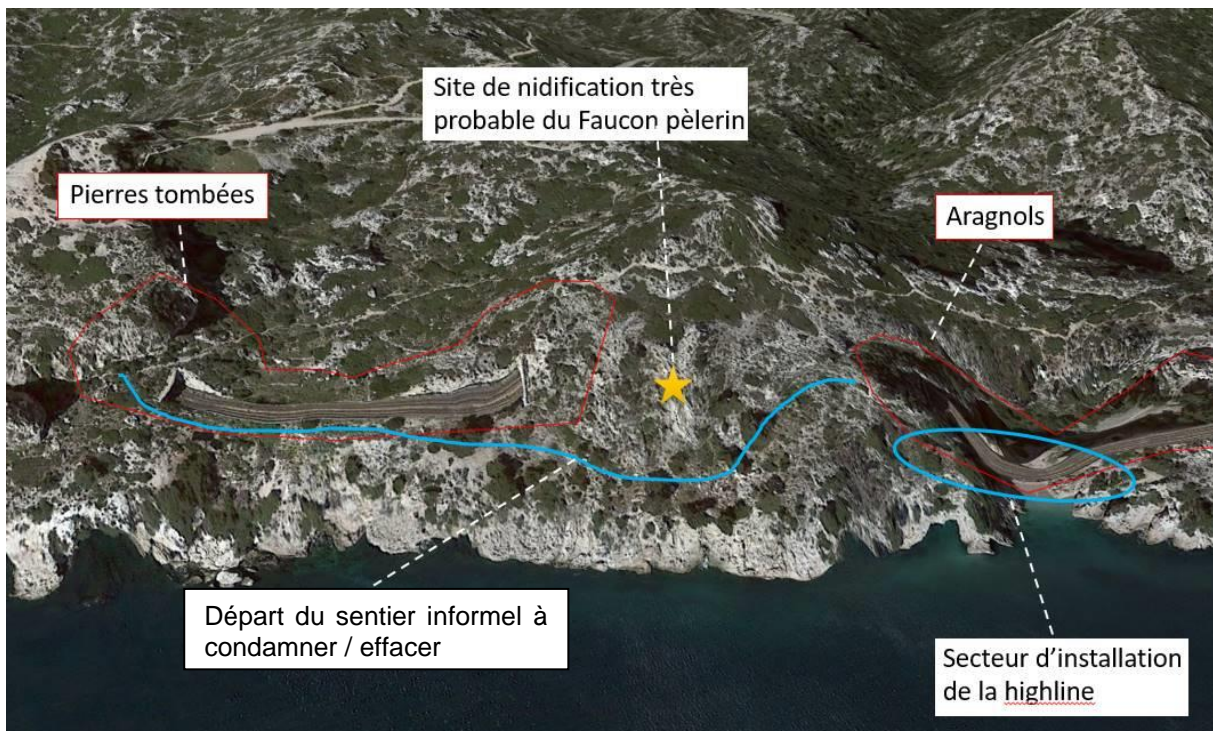 Site de nidification très
probable du Faucon pèlerin
Pierres tombées
Aragnols
Départ du sentier informel à
condamner / effacer
Secteur d'installation
de la highline